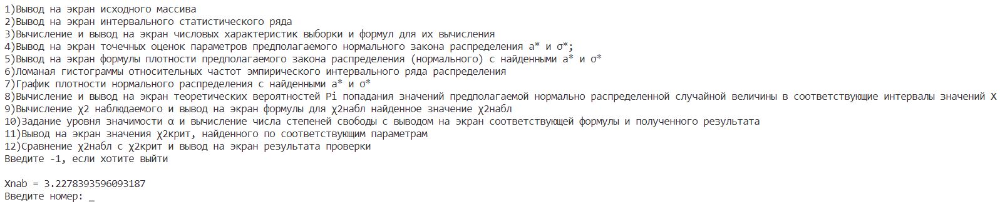 1)Вывод на экран исходного массива
2)Вывод на экран интервального статистического ряда
3)Вычисление и вывод на экран числовых характеристик выборки и формул для их вычисления
4)Вывод на экран точечных оценок параметров предполагаемого нормального закона распределения a* и σ*;
5)Вывод на экран формулы плотности предполагаемого закона распределения (нормального) с найденными a* и σ*
6)Ломаная гистограммы относительных частот эмпирического интервального ряда распределения
7)График плотности нормального распределения с найденными a* и σ*
8)Вычисление и вывод на экран теоретических вероятностей Pi попадания значений предполагаемой нормально распределенной случайной величины в соответствующие интервалы значений X
9)Вычисление χ2 наблюдаемого и вывод на экран формулы для χ2набл найденное значение χ2набл
10)Задание уровня значимости α и вычисление числа степеней свободы с выводом на экран соответствующей формулы и полученного результата
11)Вывод на экран значения χ2крит, найденного по соответствующим параметрам
12)Сравнение χ2набл с χ2крит и вывод на экран результата проверки
Введите -1, если хотите выйти
Xnab = 3.2278393596093187
Введите номер: _